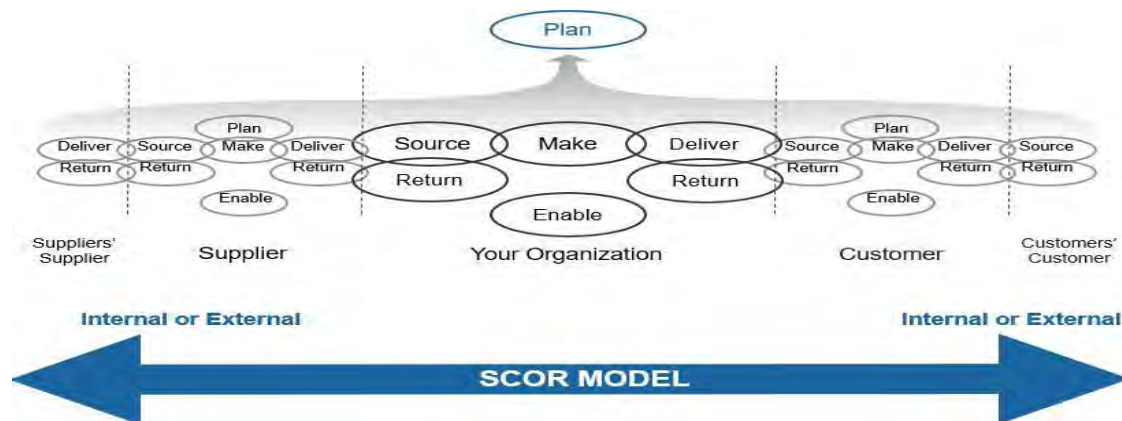 Plan
Plan
Plan
Deliver
Source
Make
Deliver
Source
Make
Deliver
Source
Make
Deliver
Source
Return
Return
Return
Return
Return
Return
Return
Return
Enable
Enable
Enable
Suppliers'
Supplier
Supplier
Your Organization
Customer
Customers'
Customer
Internal or External
Internal or External
SCOR MODEL